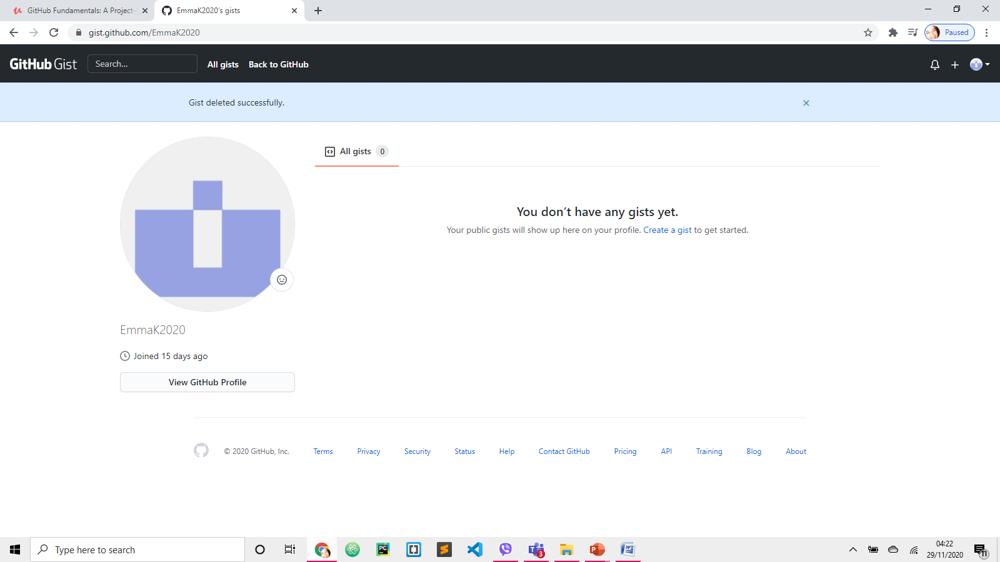 GitHub Fundamentals: A Project-
EmmaK2020's gists
gist.github.com/EmmaK2020
Paused
GitHub Gist
Search...
All gists
Back to GitHub
Gist deleted successfully.
All gists 0
You don't have any gists yet.
Your public gists will show up here on your profile. Create a gist to get started.
EmmaK2020
Joined 15 days ago
View GitHub Profile
© 2020 GitHub, Inc.
Terms
Privacy
Security
Status
Help
Contact GitHub
Pricing
API
Training
Blog
About
Type here to search
PC
3
W
04:22
29/11/2020
11